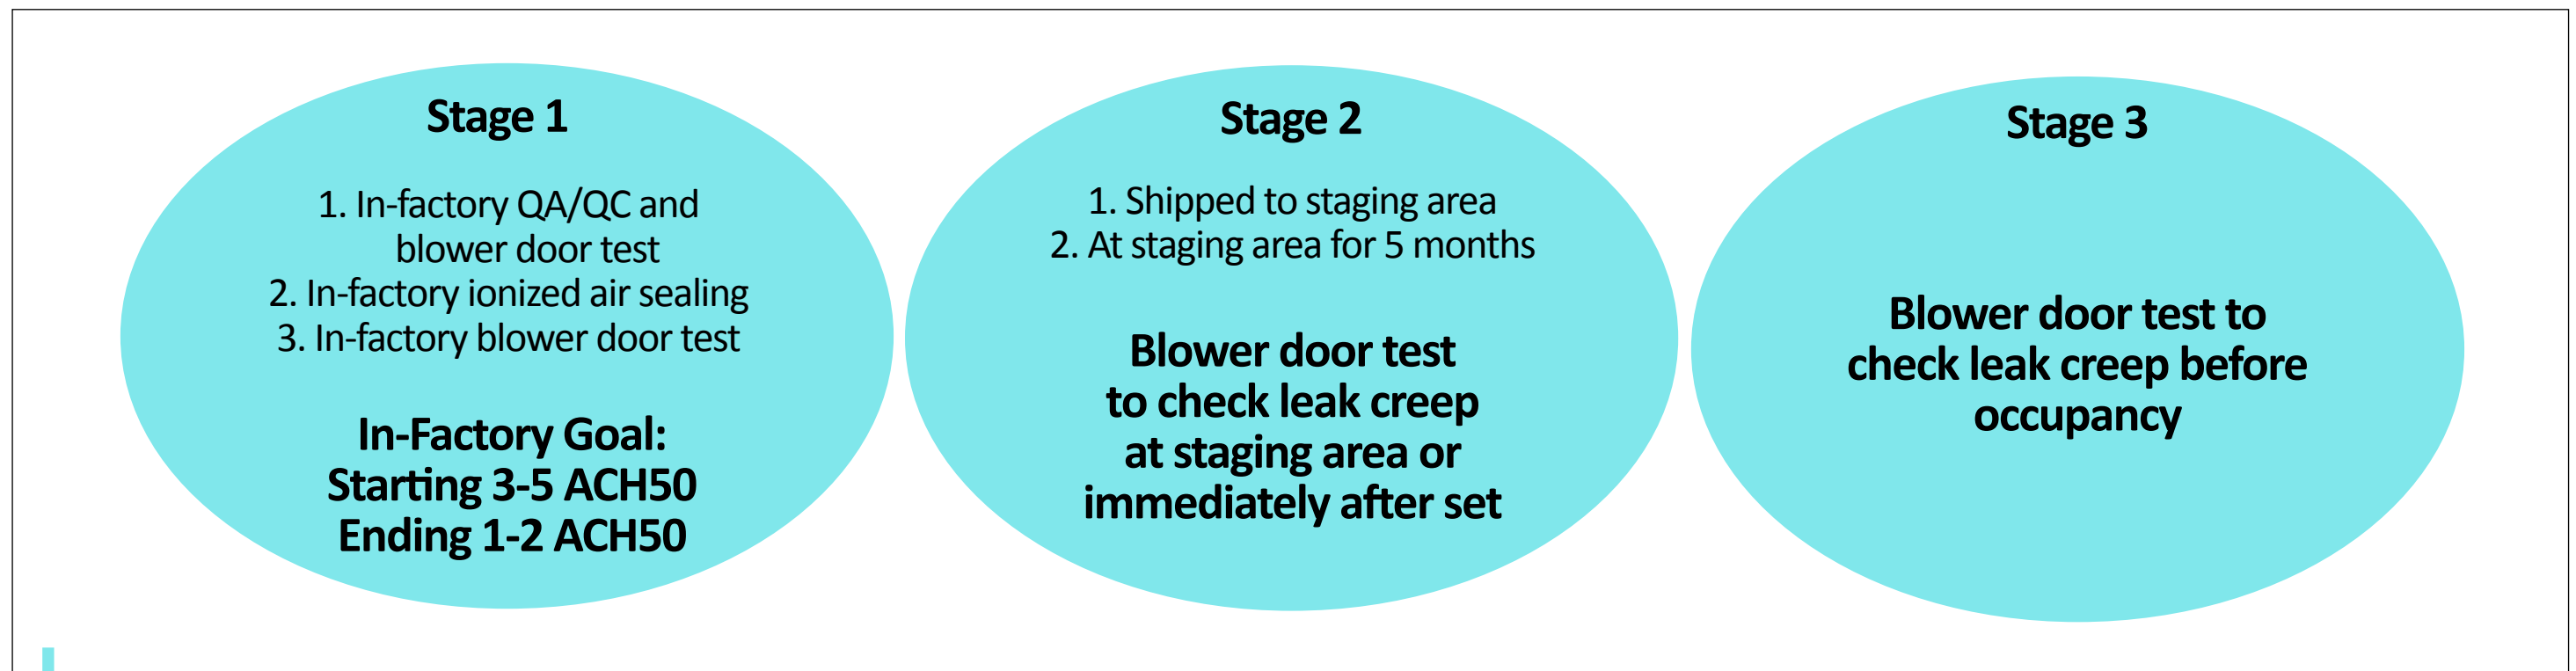 Stage 1
1. In-factory QA/QC and
blower door test
2. In-factory ionized air sealing
3. In-factory blower door test
In-Factory Goal:
Starting 3-5 ACH50
Ending 1-2 ACH50
Stage 2
1. Shipped to staging area
2. At staging area for 5 months
Blower door test
to check leak creep
at staging area or
immediately after set
Stage 3
Blower door test to
check leak creep before
occupancy